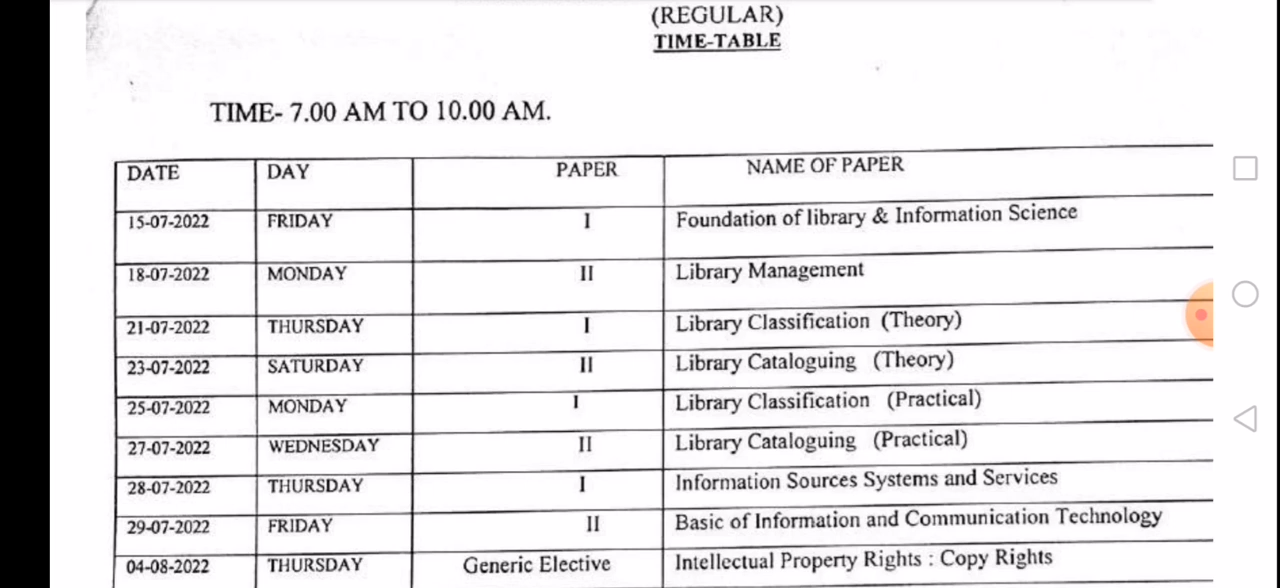 (REGULAR)
TIME-TABLE
TIME- 7.00 AM TO 10.00 AM.
DATE DAY PAPER NAME OF PAPER
15-07-2022 FRIDAY I Foundation of library & Information Science
18-07-2022 MONDAY II Library Management
21-07-2022 THURSDAY I Library Classification (Theory)
23-07-2022 SATURDAY II Library Cataloguing (Theory)
25-07-2022 MONDAY I Library Classification (Practical)
27-07-2022 WEDNESDAY II Library Cataloguing (Practical)
28-07-2022 THURSDAY I Information Sources Systems and Services
29-07-2022 FRIDAY II Basic of Information and Communication Technology
04-08-2022 THURSDAY Generic Elective Intellectual Property Rights : Copy Rights